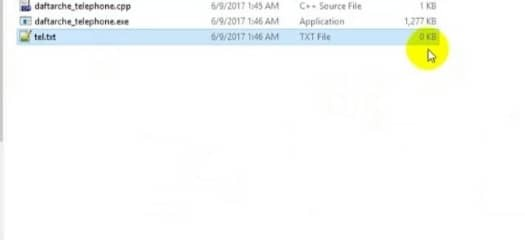 daftarche_telephone.cpp 6/9/2017 1:45 AM C++ Source File 1 KB
daftarche_telephone.exe 6/9/2017 1:46 AM Application 1,277 KB
tel.txt 6/9/2017 1:46 AM TXT File 0 KB